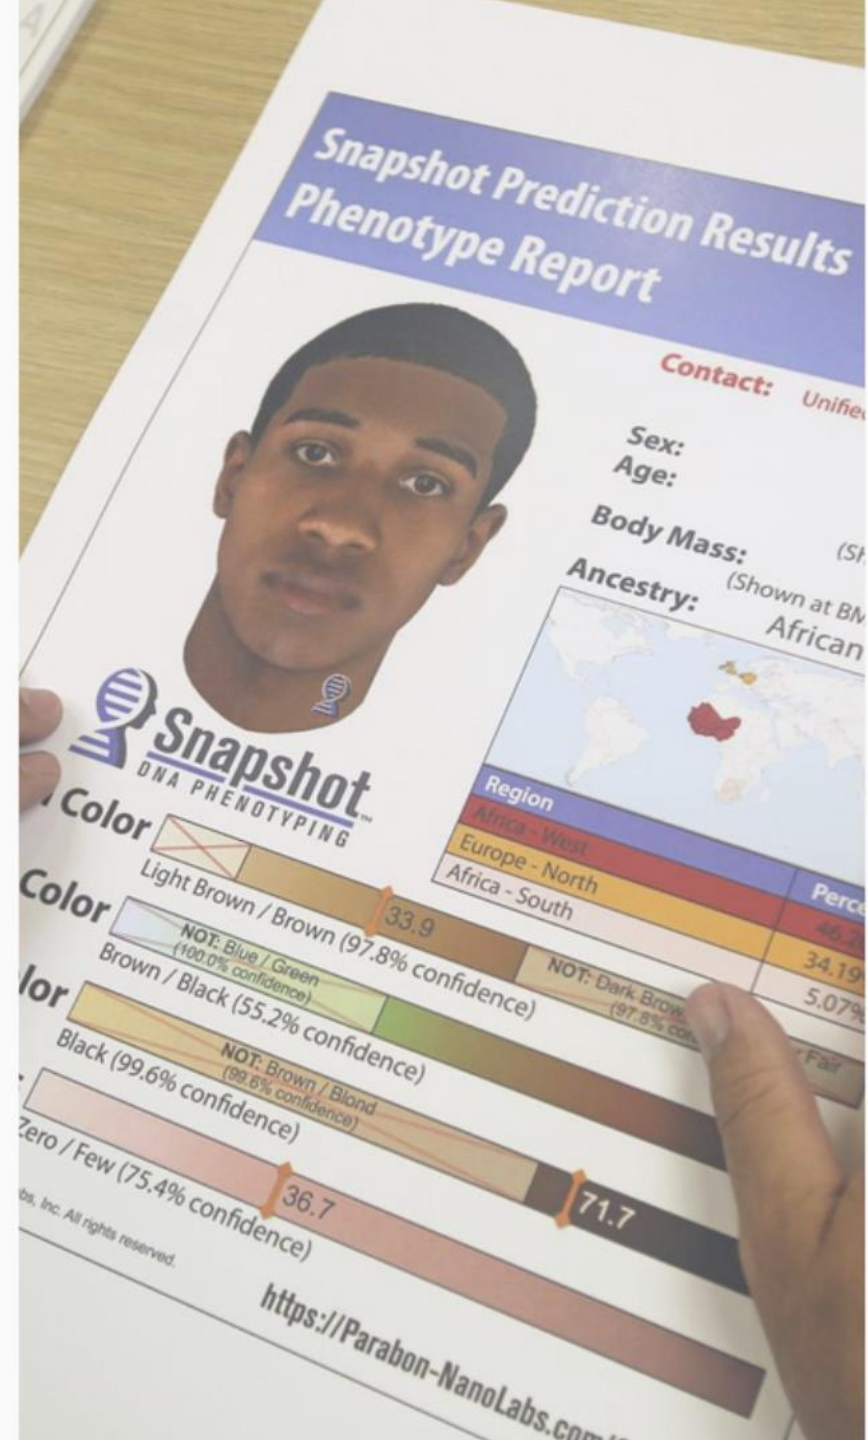 Snapshot Prediction Results
Phenotype Report
Contact:
Sex:
Age:
Body Mass:
(Shown at
Ancestry:
African
Snapshot™
DNA PHENOTYPING
Region
Africa - West
Europe - North
34.19
Africa - South
5.07%
Color
33.9
Light Brown / Brown (97.8% confidence)
NOT: Dark
(97.8%
Fair
Color
NOT: Blue / Green
(100.0% confidence)
Brown / Black (55.2% confidence)
NOT: Brown / Blond
(99.6% confidence)
71.7
Black (99.6% confidence)
36.7
Zero / Few (75.4% confidence)
Inc. All rights reserved.
https://Parabon-NanoLabs.com/